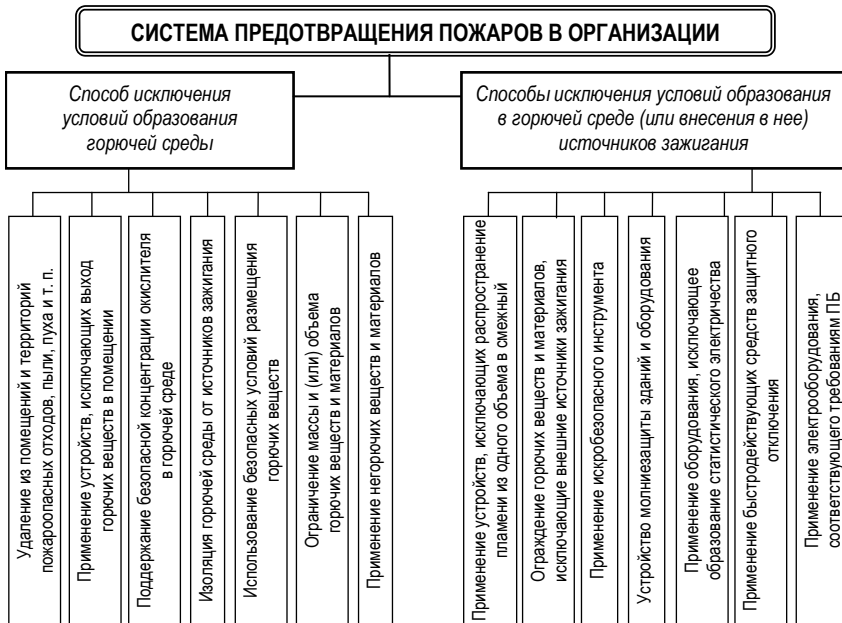 СИСТЕМА ПРЕДОТВРАЩЕНИЯ ПОЖАРОВ В ОРГАНИЗАЦИИ
Способ исключения
условий образования
горючей среды
Способы исключения условий образования
в горючей среде (или внесения в нее)
источников зажигания
Удаление из помещений и территорий
пожароопасных отходов, пыли, пуха и т. п.
Применение устройств, исключающих выход
горючих веществ в помещении
Поддержание безопасной концентрации окислителя
в горючей среде
Изоляция горючей среды от источников зажигания
Использование безопасных условий размещения
горючих веществ
Ограничение массы и (или) объема
горючих веществ и материалов
Применение негорючих веществ и материалов
Применение устройств, исключающих распространение
пламени из одного объема в смежный
Ограждение горючих веществ и материалов,
исключающие внешние источники зажигания
Применение искробезопасного инструмента
Устройство молниезащиты зданий и оборудования
Применение оборудования, исключающее
образование статистического электричества
Применение быстродействующих средств защитного
отключения
Применение электрооборудования,
соответствующего требованиям ПБ